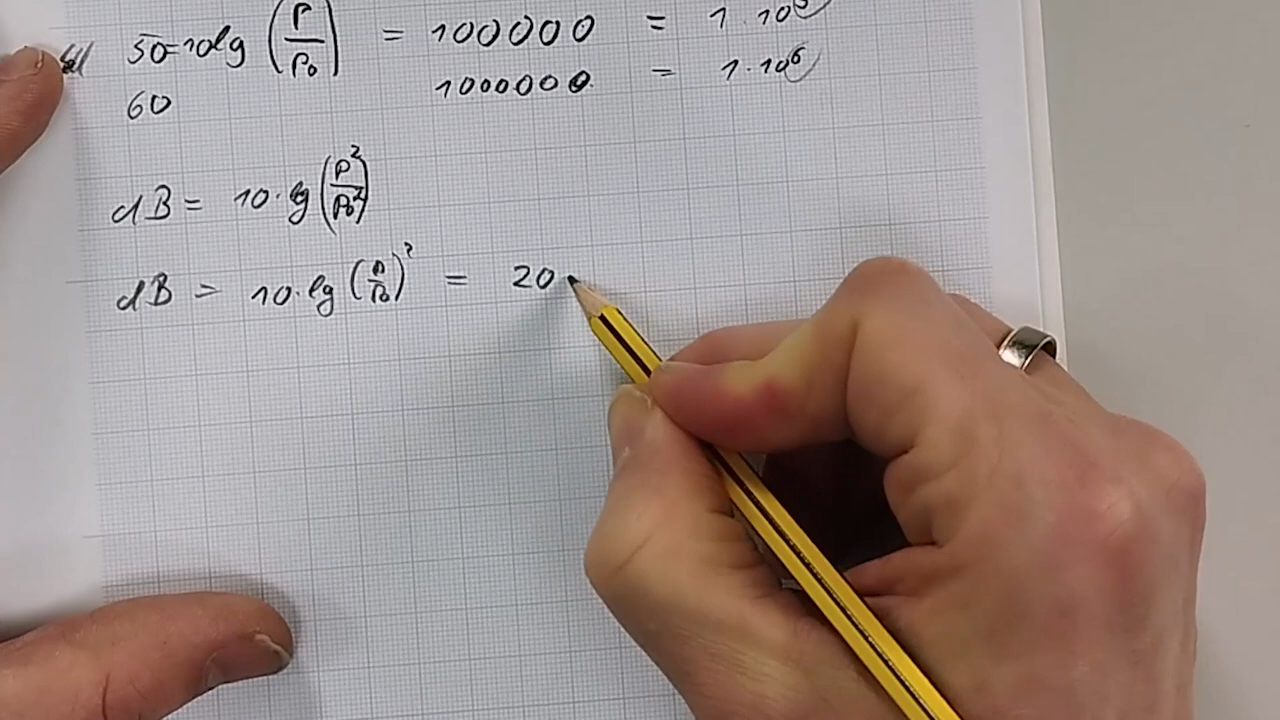 50=10lg (P/P₀) = 100000 = 1·10⁵
60 1000000 = 1·10⁶
dB = 10·lg (P²/P₀²)
dB = 10·lg (P/P₀)² = 20·